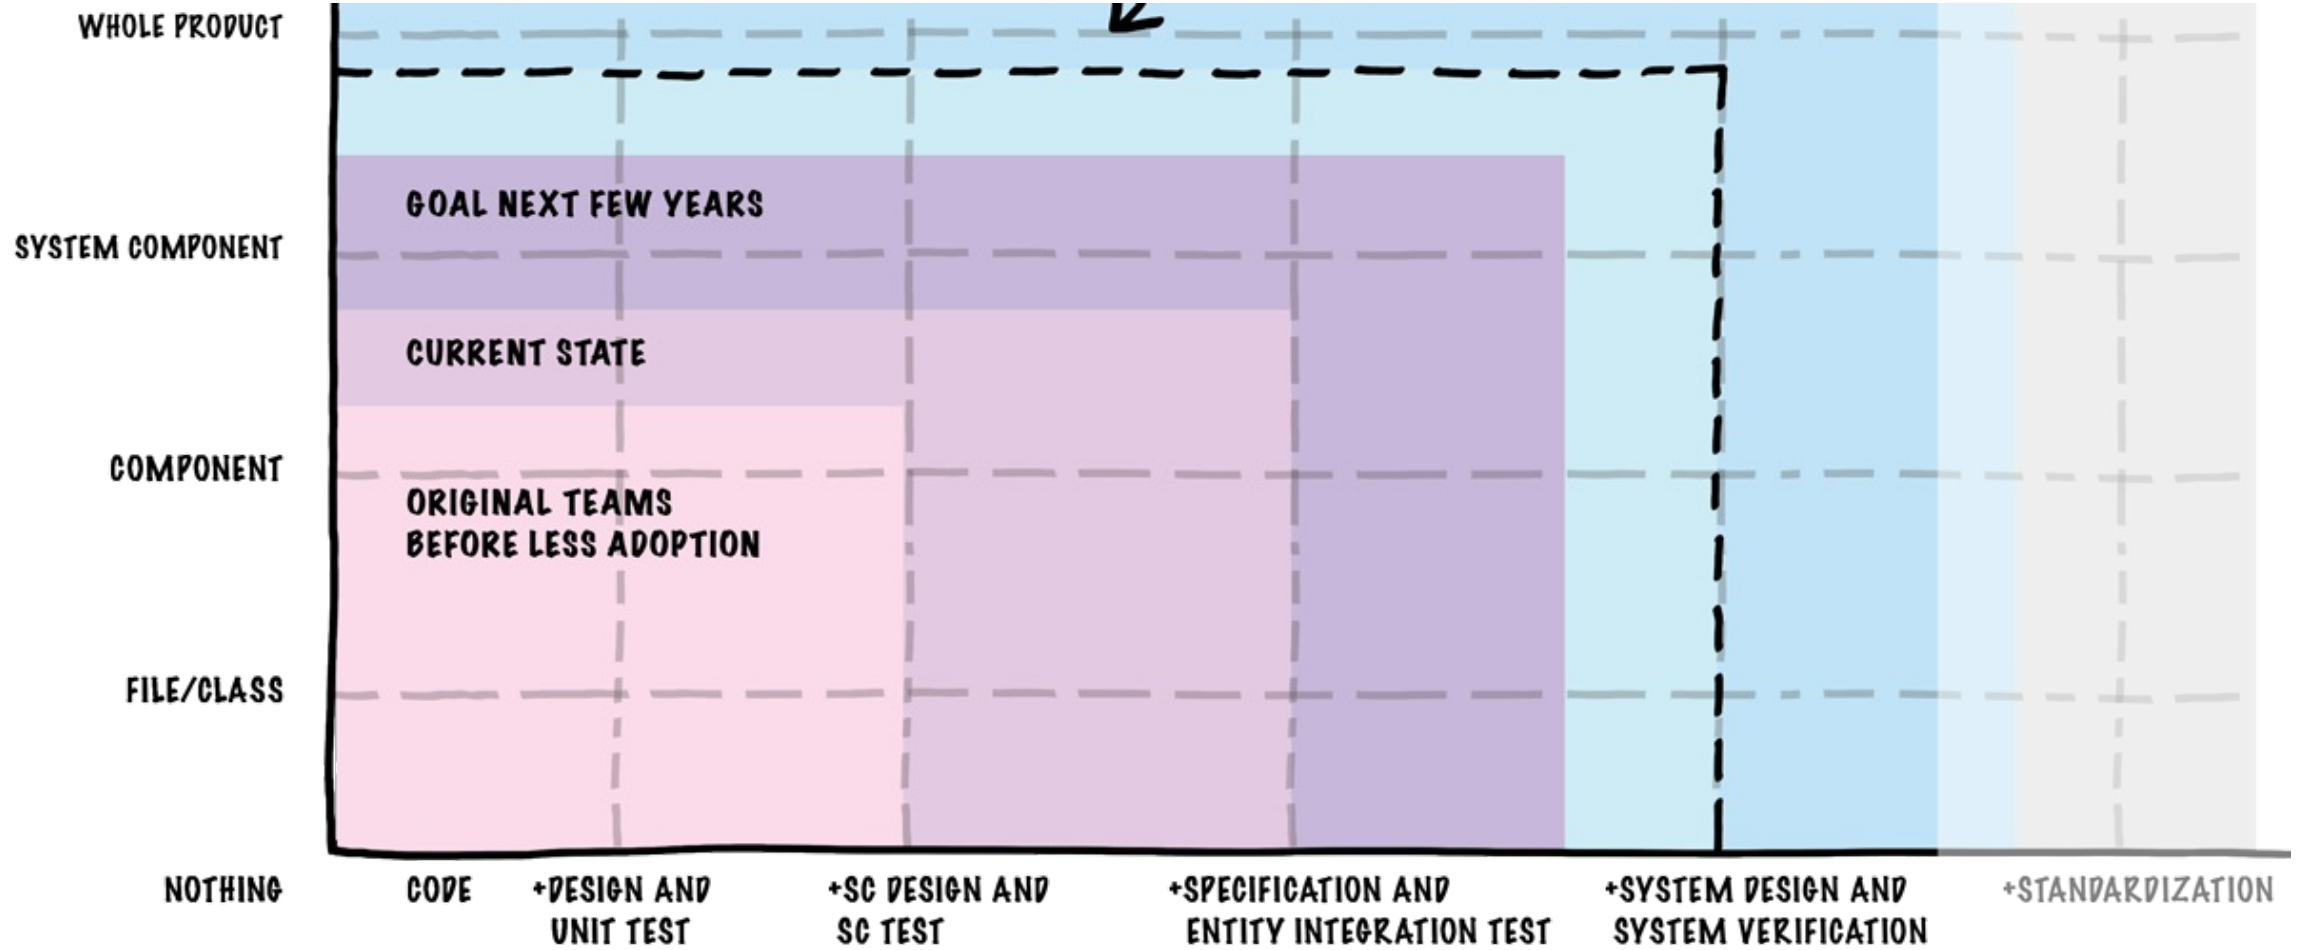 WHOLE PRODUCT
GOAL NEXT FEW YEARS
SYSTEM COMPONENT
CURRENT STATE
COMPONENT
ORIGINAL TEAMS
BEFORE LESS ADOPTION
FILE/CLASS
NOTHING
CODE
+DESIGN AND
UNIT TEST
+SC DESIGN AND
SC TEST
+SPECIFICATION AND
ENTITY INTEGRATION TEST
+SYSTEM DESIGN AND
SYSTEM VERIFICATION
+STANDARDIZATION